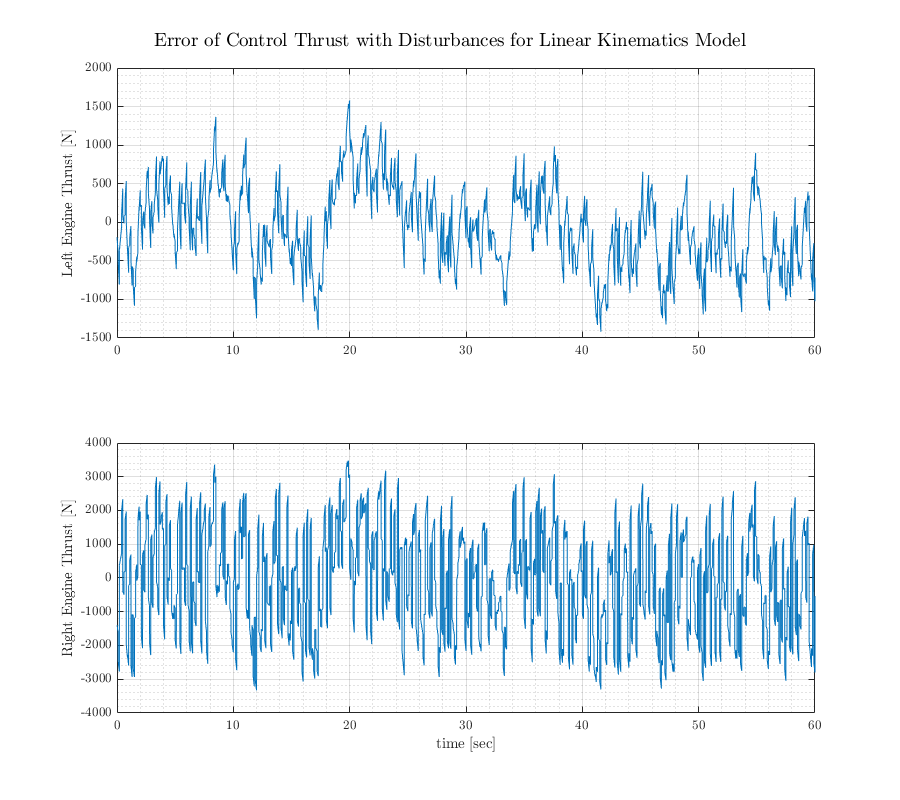 Error of Control Thrust with Disturbances for Linear Kinematics Model
2000
1500
1000
500
0
-500
-1000
-1500
Left Engine Thrust [N]
0 10 20 30 40 50 60
4000
3000
2000
1000
0
-1000
-2000
-3000
-4000
Right Engine Thrust [N]
0 10 20 30 40 50 60
time [sec]